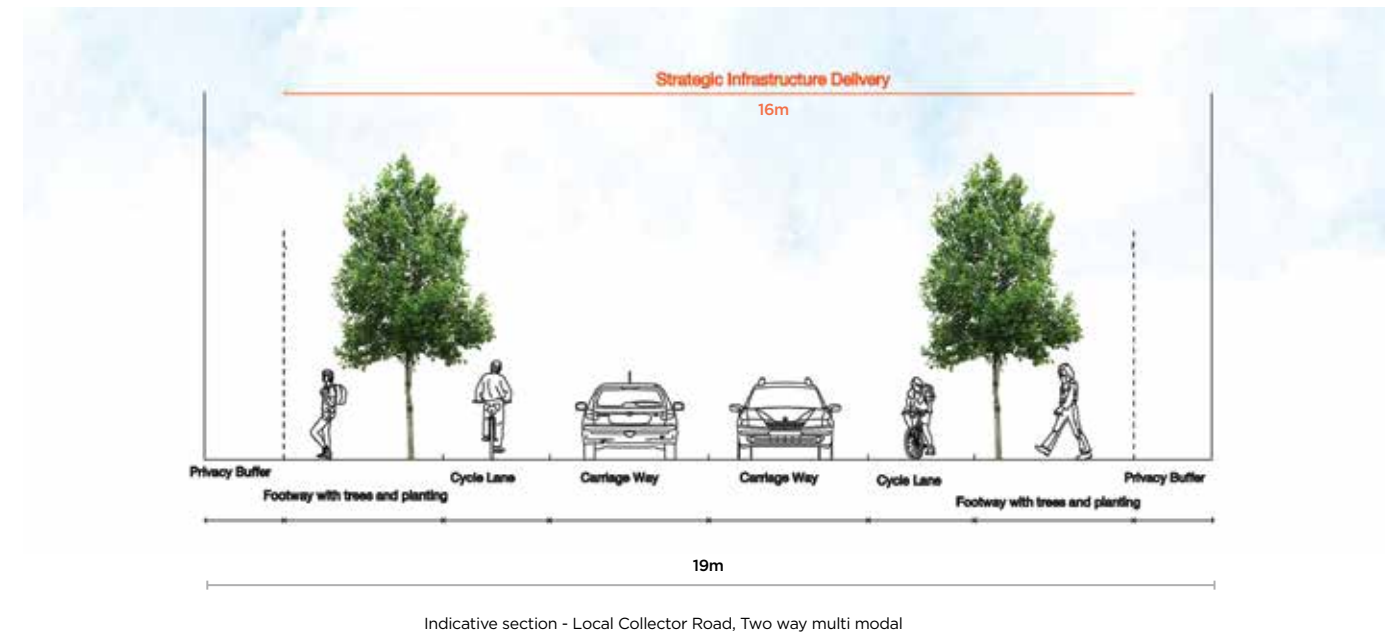 Strategic Infrastructure Delivery
16m
Privacy Buffer
Footway with trees and planting
Cycle Lane
Carriage Way
Carriage Way
Cycle Lane
Footway with trees and planting
Privacy Buffer
19m
Indicative section - Local Collector Road, Two way multi modal